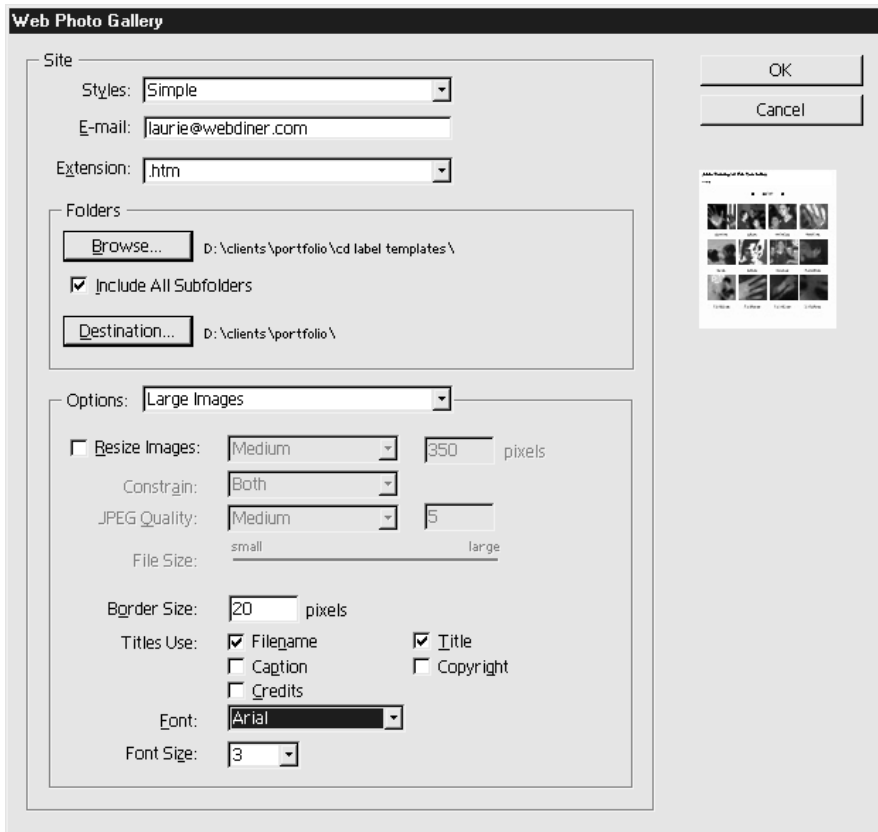 Web Photo Gallery
Site
Styles: Simple
E-mail: laurie@webdiner.com
Extension: .htm
Folders
Browse... D:\clients\portfolio\cd label templates\
Include All Subfolders
Destination... D:\clients\portfolio\
Options: Large Images
Resize Images: Medium 350 pixels
Constrain: Both
JPEG Quality: Medium 5
small large
File Size:
Border Size: 20 pixels
Titles Use: Filename Title
Caption Copyright
Credits
Font: Arial
Font Size: 3
OK
Cancel